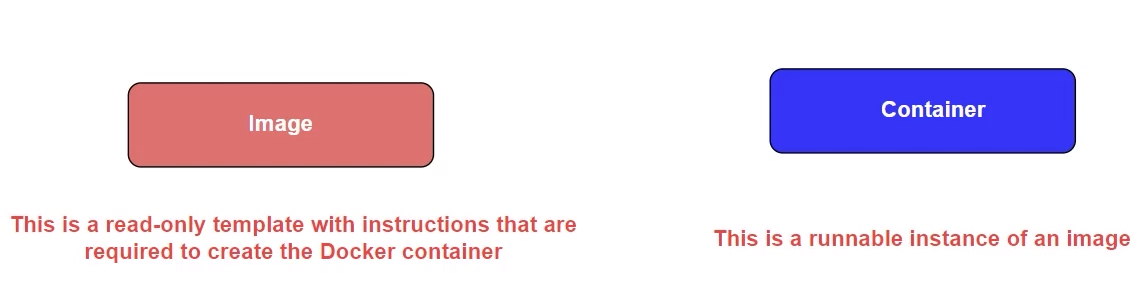 Image
This is a read-only template with instructions that are
required to create the Docker container
Container
This is a runnable instance of an image